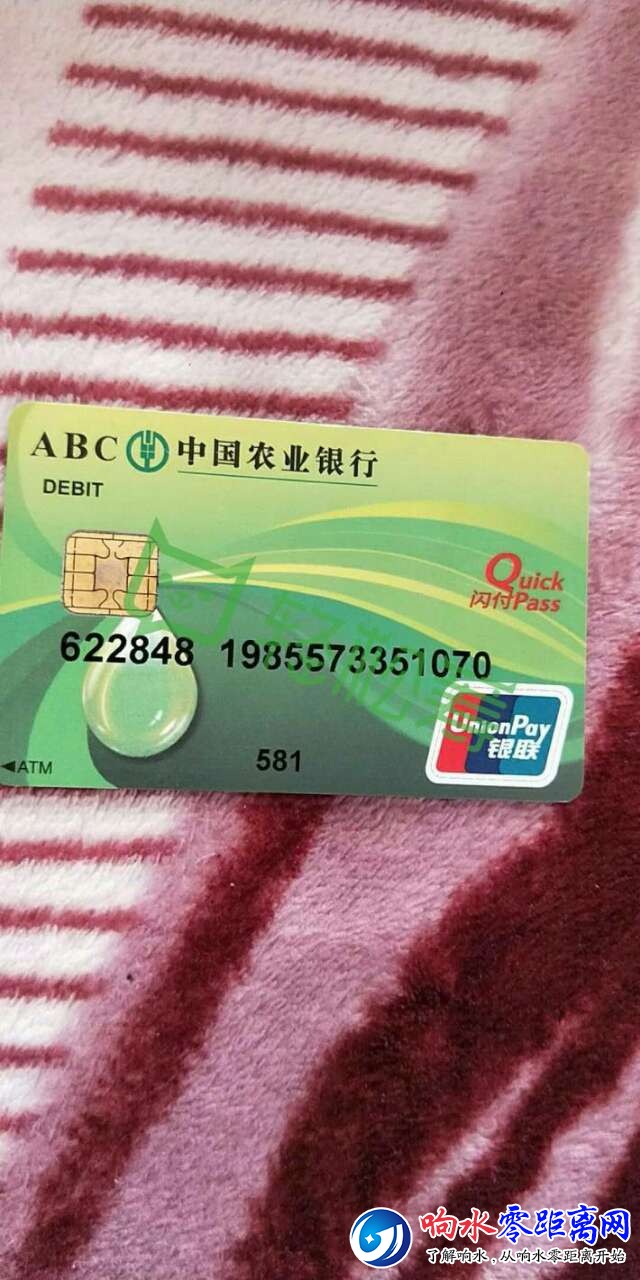 ABC 中国农业银行
DEBIT
Quick
闪付Pass
622848 1985573351070
UnionPay
银联
◀ATM
581
响水零距离网
了解响水,从响水零距离开始